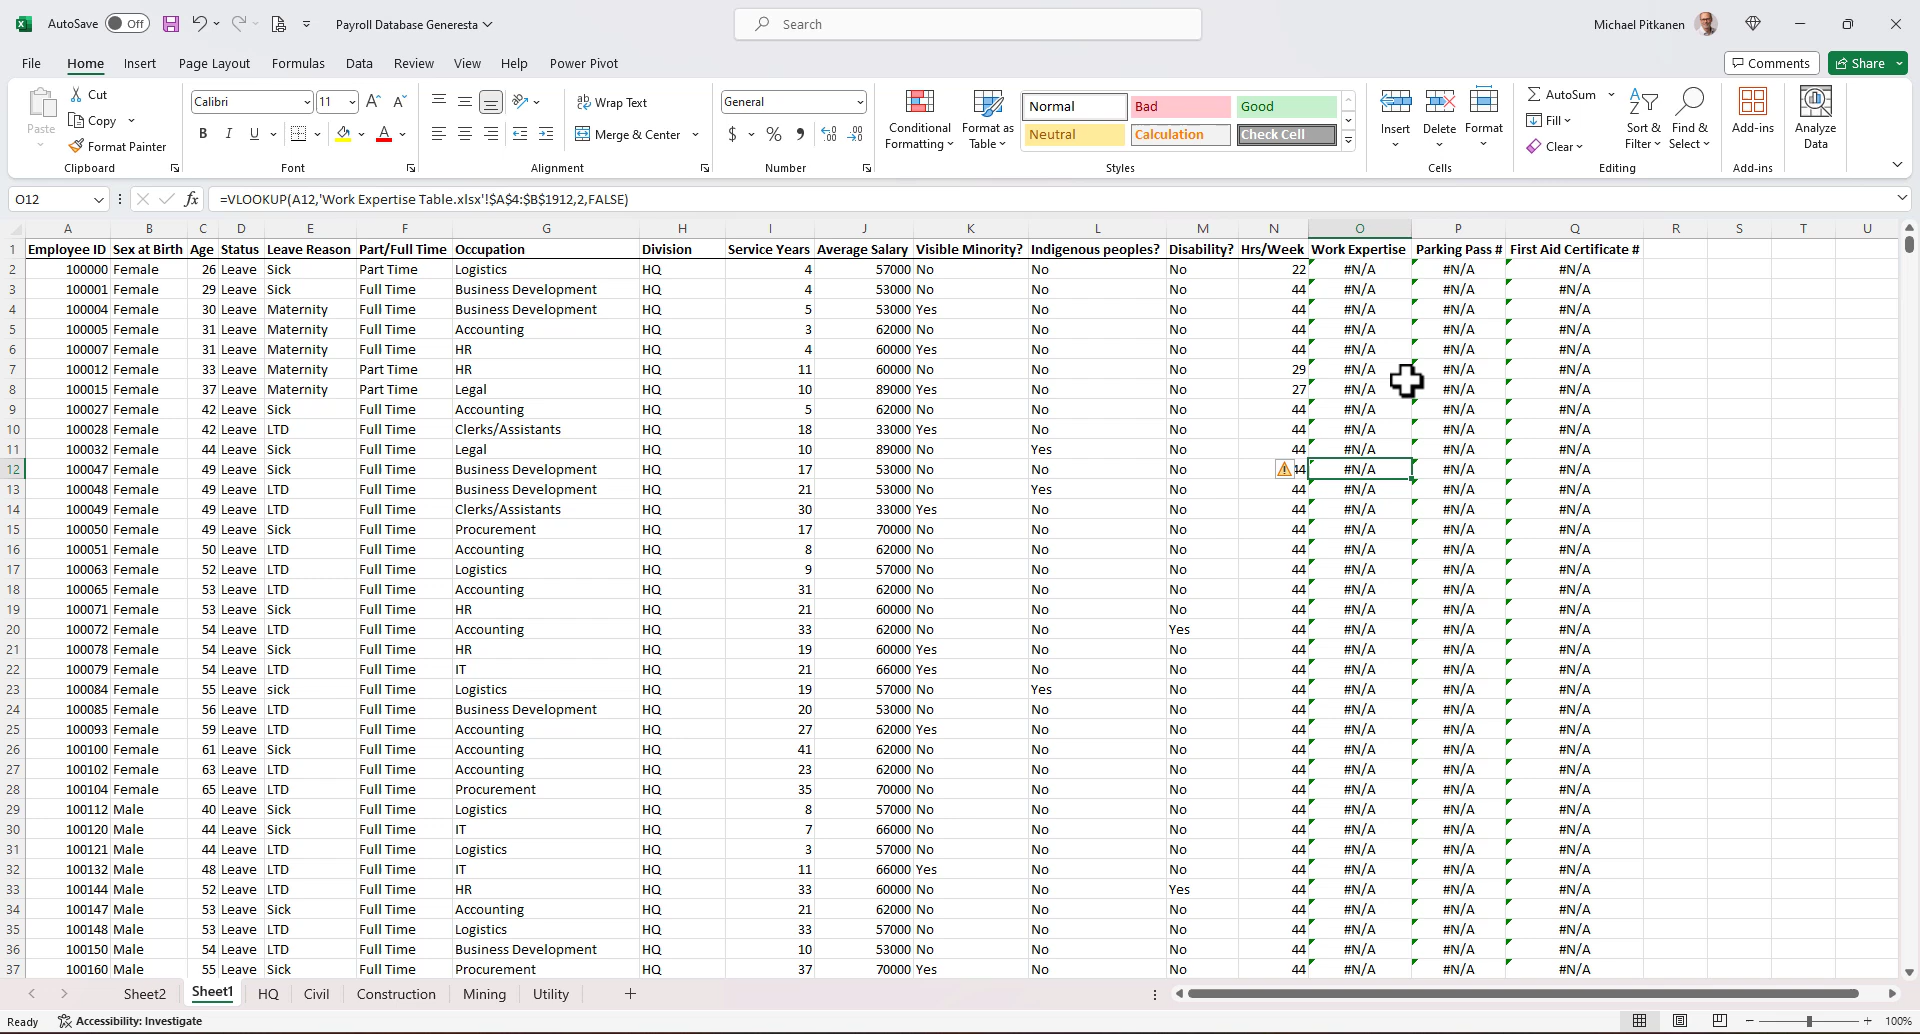 AutoSave Off Payroll Database Generesta Search Michael Pitkanen
File Home Insert Page Layout Formulas Data Review View Help Power Pivot Comments Share
Paste Cut Copy Format Painter Clipboard
Calibri 11 B I U A Font
Wrap Text Merge & Center Alignment
General $ % Number
Conditional Formatting Format as Table Normal Bad Good Neutral Calculation Check Cell Styles
Insert Delete Format Cells
AutoSum Fill Clear Sort & Filter Find & Select Editing
Add-ins Add-ins
Analyze Data
O12 fx =VLOOKUP(A12,'Work Expertise Table.xlsx'!$A$4:$B$1912,2,FALSE)
A B C D E F G H I J K L M N O P Q R S T U
1 Employee ID Sex at Birth Age Status Leave Reason Part/Full Time Occupation Division Service Years Average Salary Visible Minority? Indigenous peoples? Disability? Hrs/Week Work Expertise Parking Pass # First Aid Certificate #
2 100000 Female 26 Leave Sick Part Time Logistics HQ 4 57000 No No No 22 #N/A #N/A #N/A
3 100001 Female 29 Leave Sick Full Time Business Development HQ 4 53000 No No No 44 #N/A #N/A #N/A
4 100004 Female 30 Leave Maternity Full Time Business Development HQ 5 53000 Yes No No 44 #N/A #N/A #N/A
5 100005 Female 31 Leave Maternity Full Time Accounting HQ 3 62000 No No No 44 #N/A #N/A #N/A
6 100007 Female 31 Leave Maternity Full Time HR HQ 4 60000 Yes No No 44 #N/A #N/A #N/A
7 100012 Female 33 Leave Maternity Part Time HR HQ 11 60000 No No No 29 #N/A #N/A #N/A
8 100015 Female 37 Leave Maternity Part Time Legal HQ 10 89000 Yes No No 27 #N/A #N/A #N/A
9 100027 Female 42 Leave Sick Full Time Accounting HQ 5 62000 No No No 44 #N/A #N/A #N/A
10 100028 Female 42 Leave LTD Full Time Clerks/Assistants HQ 18 33000 Yes No No 44 #N/A #N/A #N/A
11 100032 Female 44 Leave Sick Full Time Legal HQ 10 89000 No Yes No 44 #N/A #N/A #N/A
12 100047 Female 49 Leave Sick Full Time Business Development HQ 17 53000 No No No 44 #N/A #N/A #N/A
13 100048 Female 49 Leave LTD Full Time Business Development HQ 21 53000 No Yes No 44 #N/A #N/A #N/A
14 100049 Female 49 Leave LTD Full Time Clerks/Assistants HQ 30 33000 Yes No No 44 #N/A #N/A #N/A
15 100050 Female 49 Leave Sick Full Time Procurement HQ 17 70000 No No No 44 #N/A #N/A #N/A
16 100051 Female 50 Leave LTD Full Time Accounting HQ 8 62000 No No No 44 #N/A #N/A #N/A
17 100063 Female 52 Leave LTD Full Time Logistics HQ 9 57000 No No No 44 #N/A #N/A #N/A
18 100065 Female 53 Leave LTD Full Time Accounting HQ 31 62000 No No No 44 #N/A #N/A #N/A
19 100071 Female 53 Leave Sick Full Time HR HQ 21 60000 No No No 44 #N/A #N/A #N/A
20 100072 Female 54 Leave LTD Full Time Accounting HQ 33 62000 No No Yes 44 #N/A #N/A #N/A
21 100078 Female 54 Leave Sick Full Time HR HQ 19 60000 Yes No No 44 #N/A #N/A #N/A
22 100079 Female 54 Leave LTD Full Time IT HQ 21 66000 Yes No No 44 #N/A #N/A #N/A
23 100084 Female 55 Leave sick Full Time Logistics HQ 19 57000 No Yes No 44 #N/A #N/A #N/A
24 100085 Female 56 Leave LTD Full Time Business Development HQ 20 53000 No No No 44 #N/A #N/A #N/A
25 100093 Female 59 Leave LTD Full Time Accounting HQ 27 62000 Yes No No 44 #N/A #N/A #N/A
26 100100 Female 61 Leave Sick Full Time Accounting HQ 41 62000 No No No 44 #N/A #N/A #N/A
27 100102 Female 63 Leave LTD Full Time Accounting HQ 23 62000 No No No 44 #N/A #N/A #N/A
28 100104 Female 65 Leave LTD Full Time Procurement HQ 35 70000 No No No 44 #N/A #N/A #N/A
29 100112 Male 40 Leave Sick Full Time Logistics HQ 8 57000 No No No 44 #N/A #N/A #N/A
30 100120 Male 44 Leave Sick Full Time IT HQ 7 66000 No No No 44 #N/A #N/A #N/A
31 100121 Male 44 Leave LTD Full Time Logistics HQ 3 57000 No No No 44 #N/A #N/A #N/A
32 100132 Male 48 Leave LTD Full Time IT HQ 11 66000 Yes No No 44 #N/A #N/A #N/A
33 100144 Male 52 Leave LTD Full Time HR HQ 33 60000 No No Yes 44 #N/A #N/A #N/A
34 100147 Male 53 Leave Sick Full Time Accounting HQ 21 62000 No No No 44 #N/A #N/A #N/A
35 100148 Male 53 Leave LTD Full Time Logistics HQ 33 57000 No No No 44 #N/A #N/A #N/A
36 100150 Male 54 Leave LTD Full Time Business Development HQ 10 53000 No No No 44 #N/A #N/A #N/A
37 100160 Male 55 Leave Sick Full Time Procurement HQ 37 70000 Yes No No 44 #N/A #N/A #N/A
Sheet2 Sheet1 HQ Civil Construction Mining Utility
Ready Accessibility: Investigate 100%